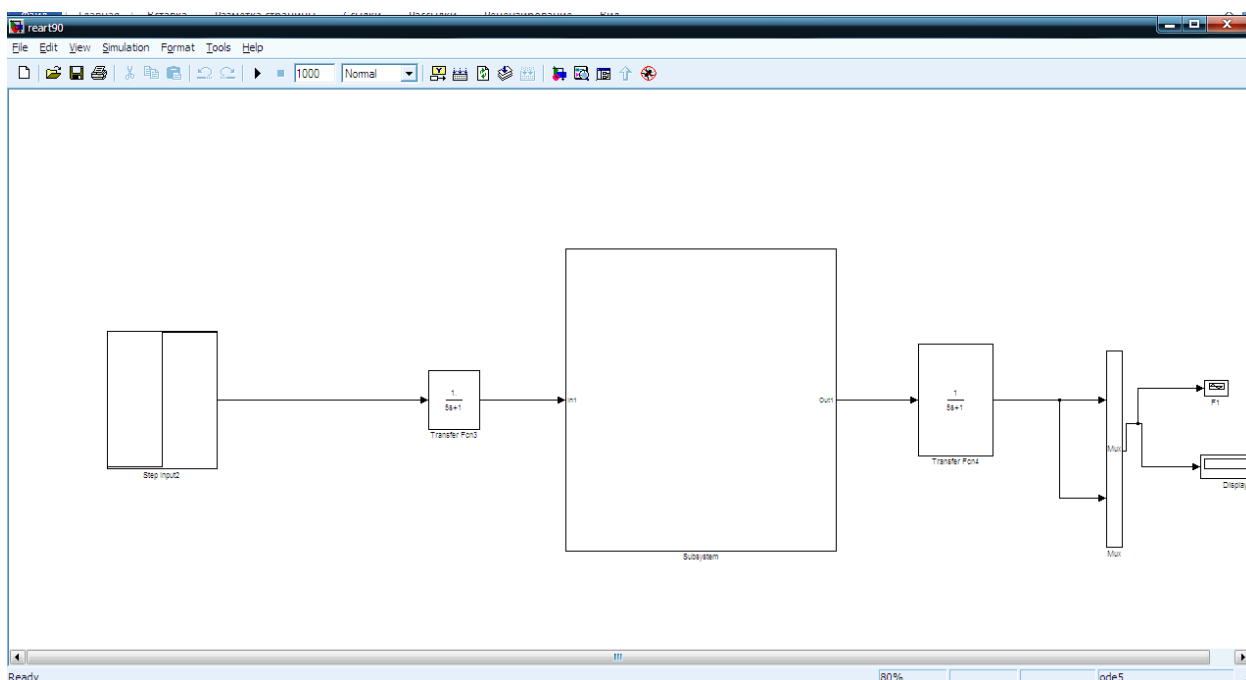 reart90
File Edit View Simulation Format Tools Help
1000 Normal
1.
5s+1
Transfer Fcn3
Step Input2
In1
Out1
Subsystem
1
5s+1
Transfer Fcn4
Mux
Mux
F1
Display
Ready 80% ode5